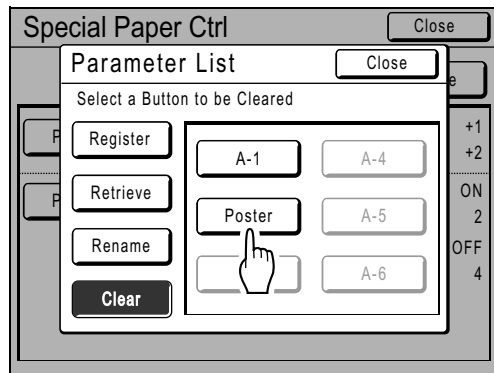 Special Paper Ctrl
Close
Parameter List
Close
e
Select a Button to be Cleared
P
Register
A-1
A-4
+1
+2
P
Retrieve
Poster
A-5
ON
2
Rename
A-6
OFF
4
Clear